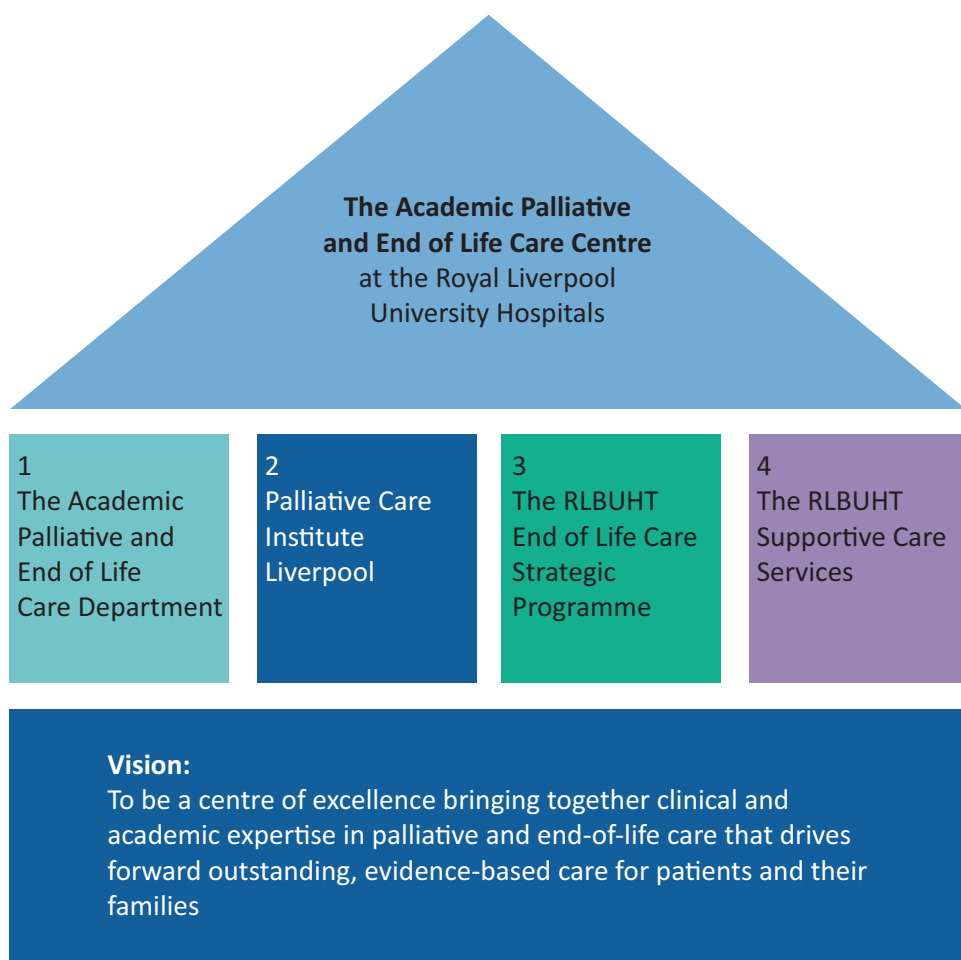 The Academic Palliative
and End of Life Care Centre
at the Royal Liverpool
University Hospitals
1
The Academic
Palliative and
End of Life
Care Department
2
Palliative Care
Institute
Liverpool
3
The RLBUHT
End of Life Care
Strategic
Programme
4
The RLBUHT
Supportive Care
Services
Vision:
To be a centre of excellence bringing together clinical and
academic expertise in palliative and end-of-life care that drives
forward outstanding, evidence-based care for patients and their
families